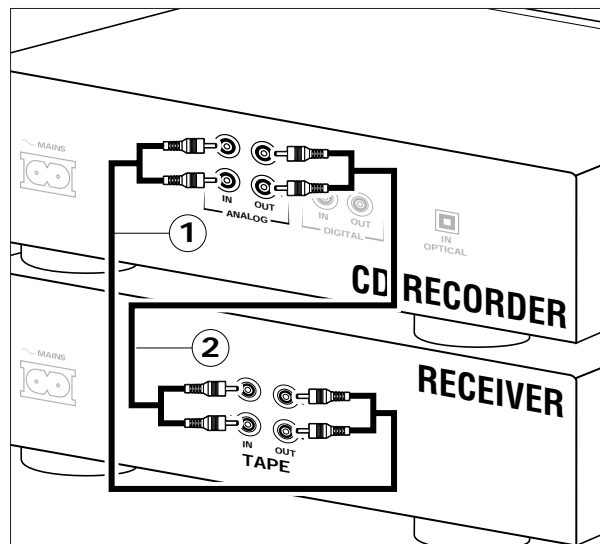 ～ MAINS
IN
OUT
ANALOG
IN
OUT
DIGITAL
IN
OPTICAL
1
CD RECORDER
～ MAINS
2
RECEIVER
IN
OUT
TAPE